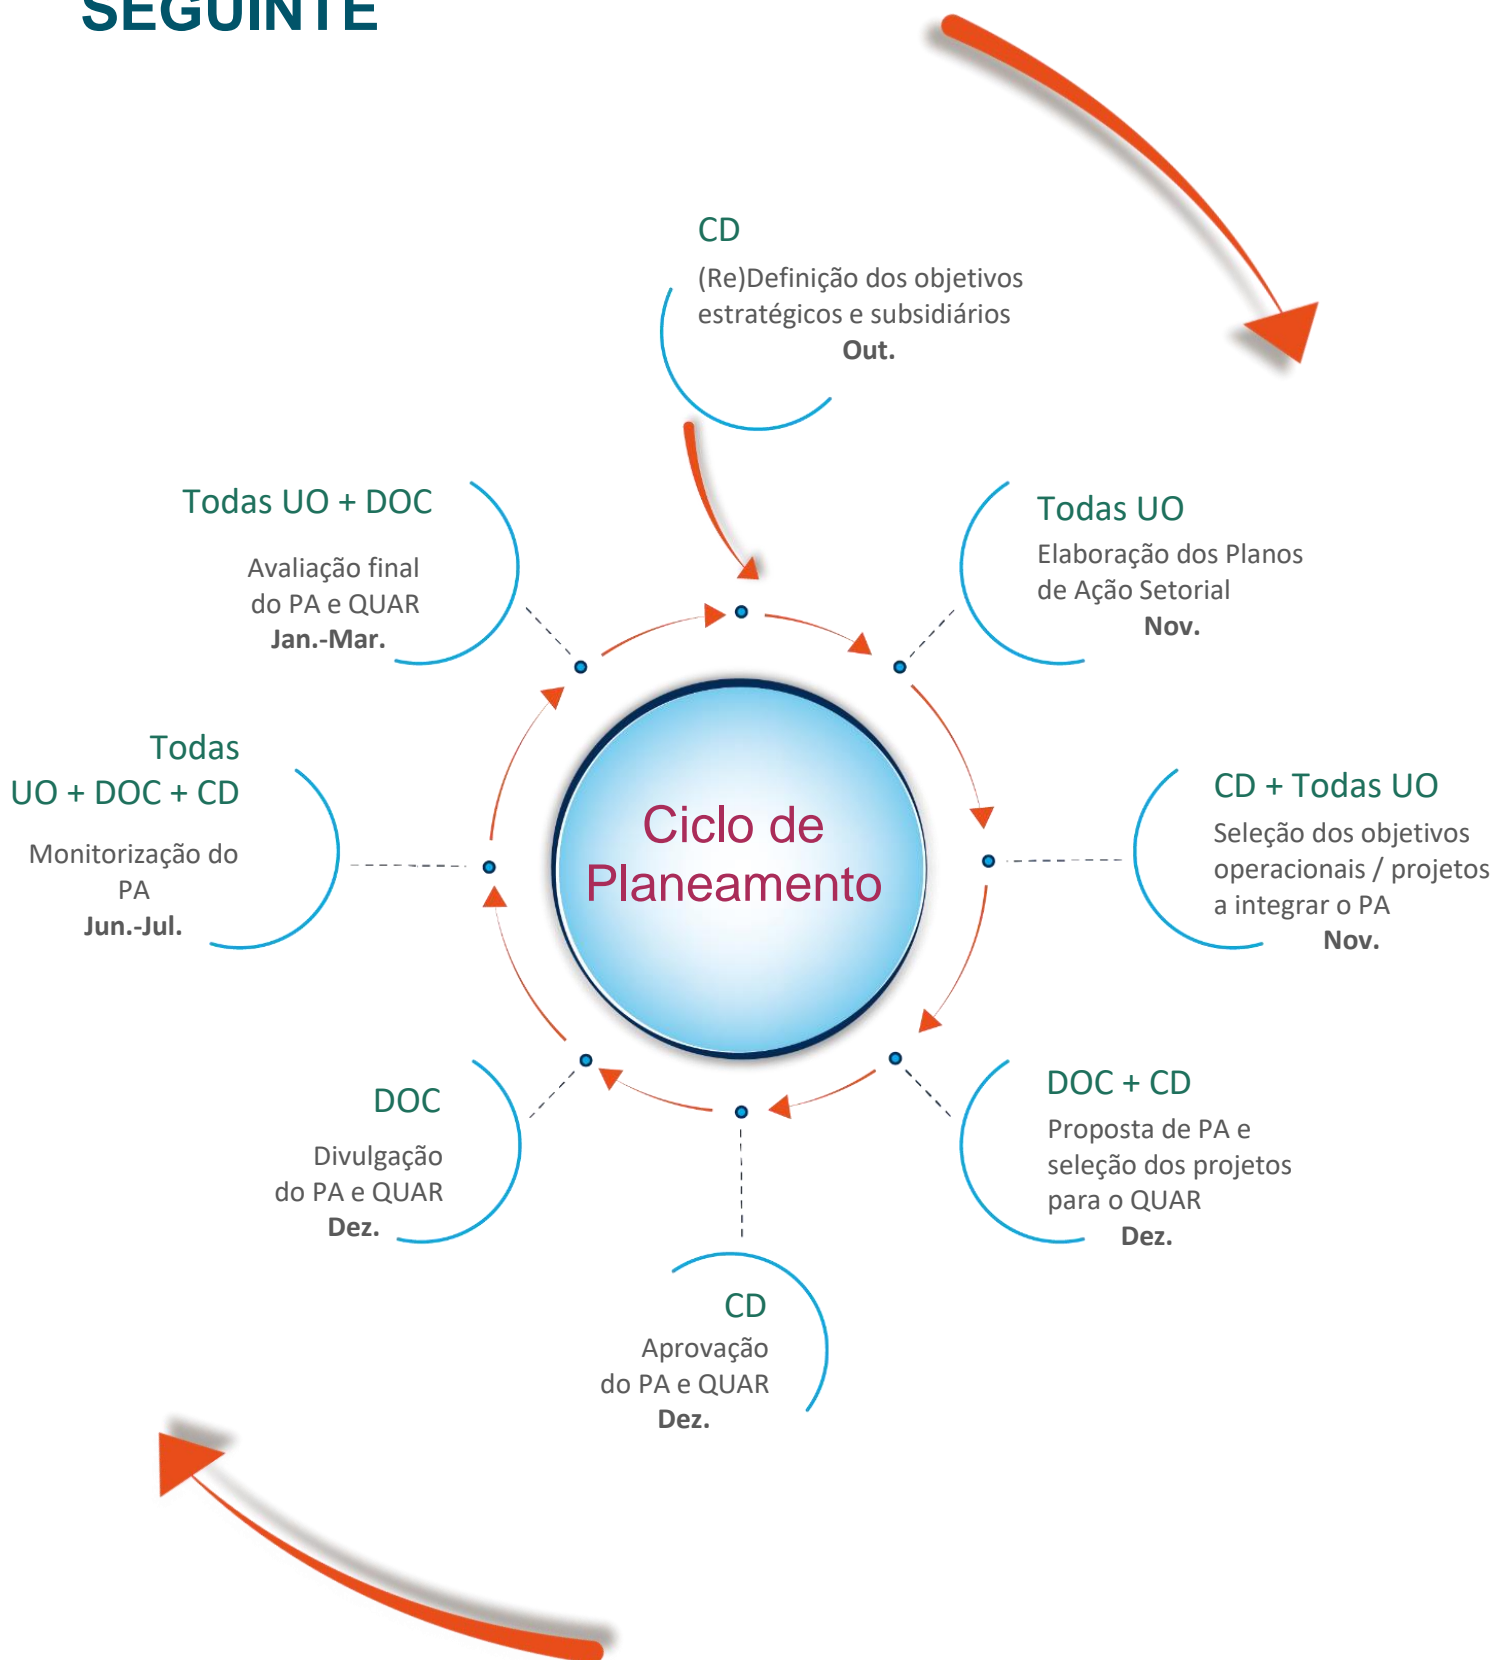 SEGUINTE
CD
(Re)Definição dos objetivos
estratégicos e subsidiários
Out.
Todas UO
Elaboração dos Planos
de Ação Setorial
Nov.
CD + Todas UO
Seleção dos objetivos
operacionais / projetos
a integrar o PA
Nov.
DOC + CD
Proposta de PA e
seleção dos projetos
para o QUAR
Dez.
CD
Aprovação
do PA e QUAR
Dez.
DOC
Divulgação
do PA e QUAR
Dez.
Todas
UO + DOC + CD
Monitorização do
PA
Jun.-Jul.
Todas UO + DOC
Avaliação final
do PA e QUAR
Jan.-Mar.
Ciclo de
Planeamento